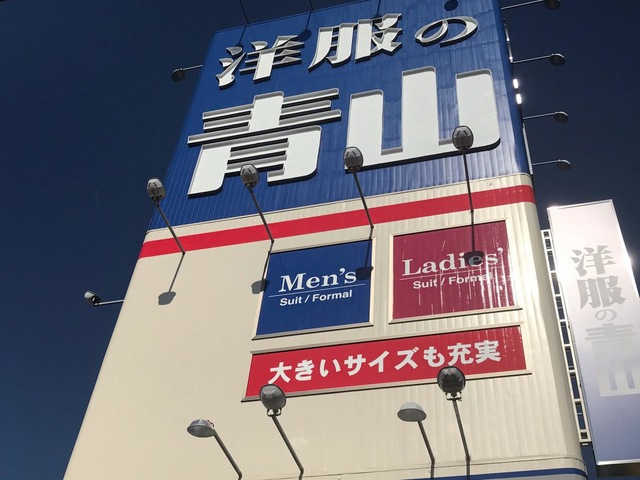 洋服の
青山
Men's
Suit / Formal
Ladies'
Suit / Formal
大きいサイズも充実
洋服の
青山